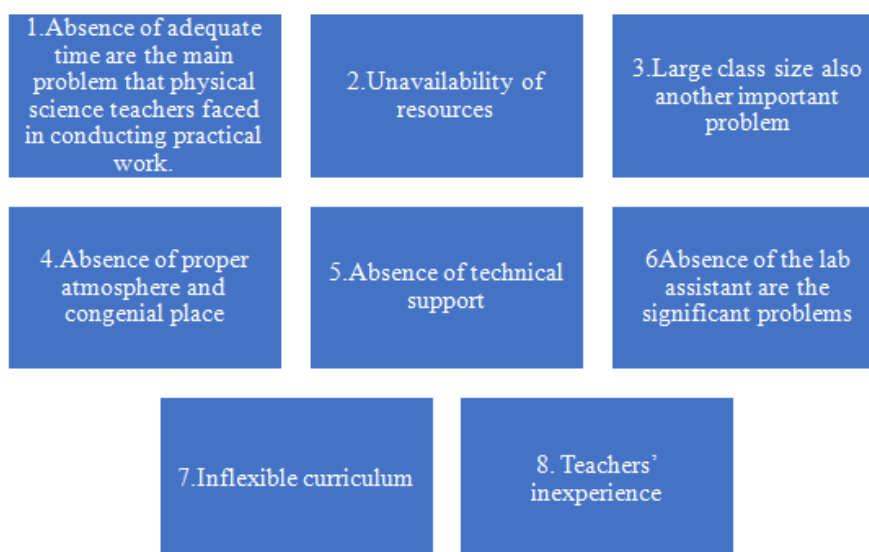 1.Absence of adequate
time are the main
problem that physical
science teachers faced
in conducting practical
work.
2.Unavailability of
resources
3.Large class size also
another important
problem
4.Absence of proper
atmosphere and
congenial place
5.Absence of technical
support
6Absence of the lab
assistant are the
significant problems
7.Inflexible curriculum
8. Teachers’
inexperience